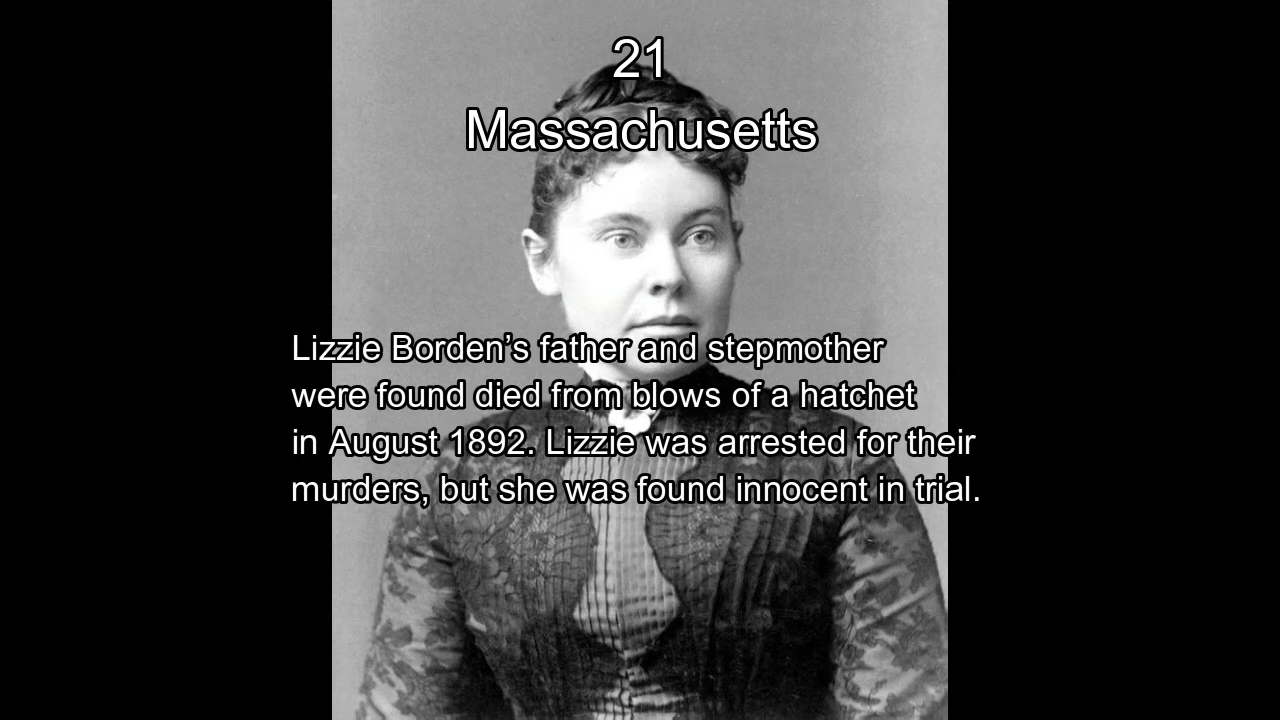 21
Massachusetts
Lizzie Borden’s father and stepmother
were found died from blows of a hatchet
in August 1892. Lizzie was arrested for their
murders, but she was found innocent in trial.